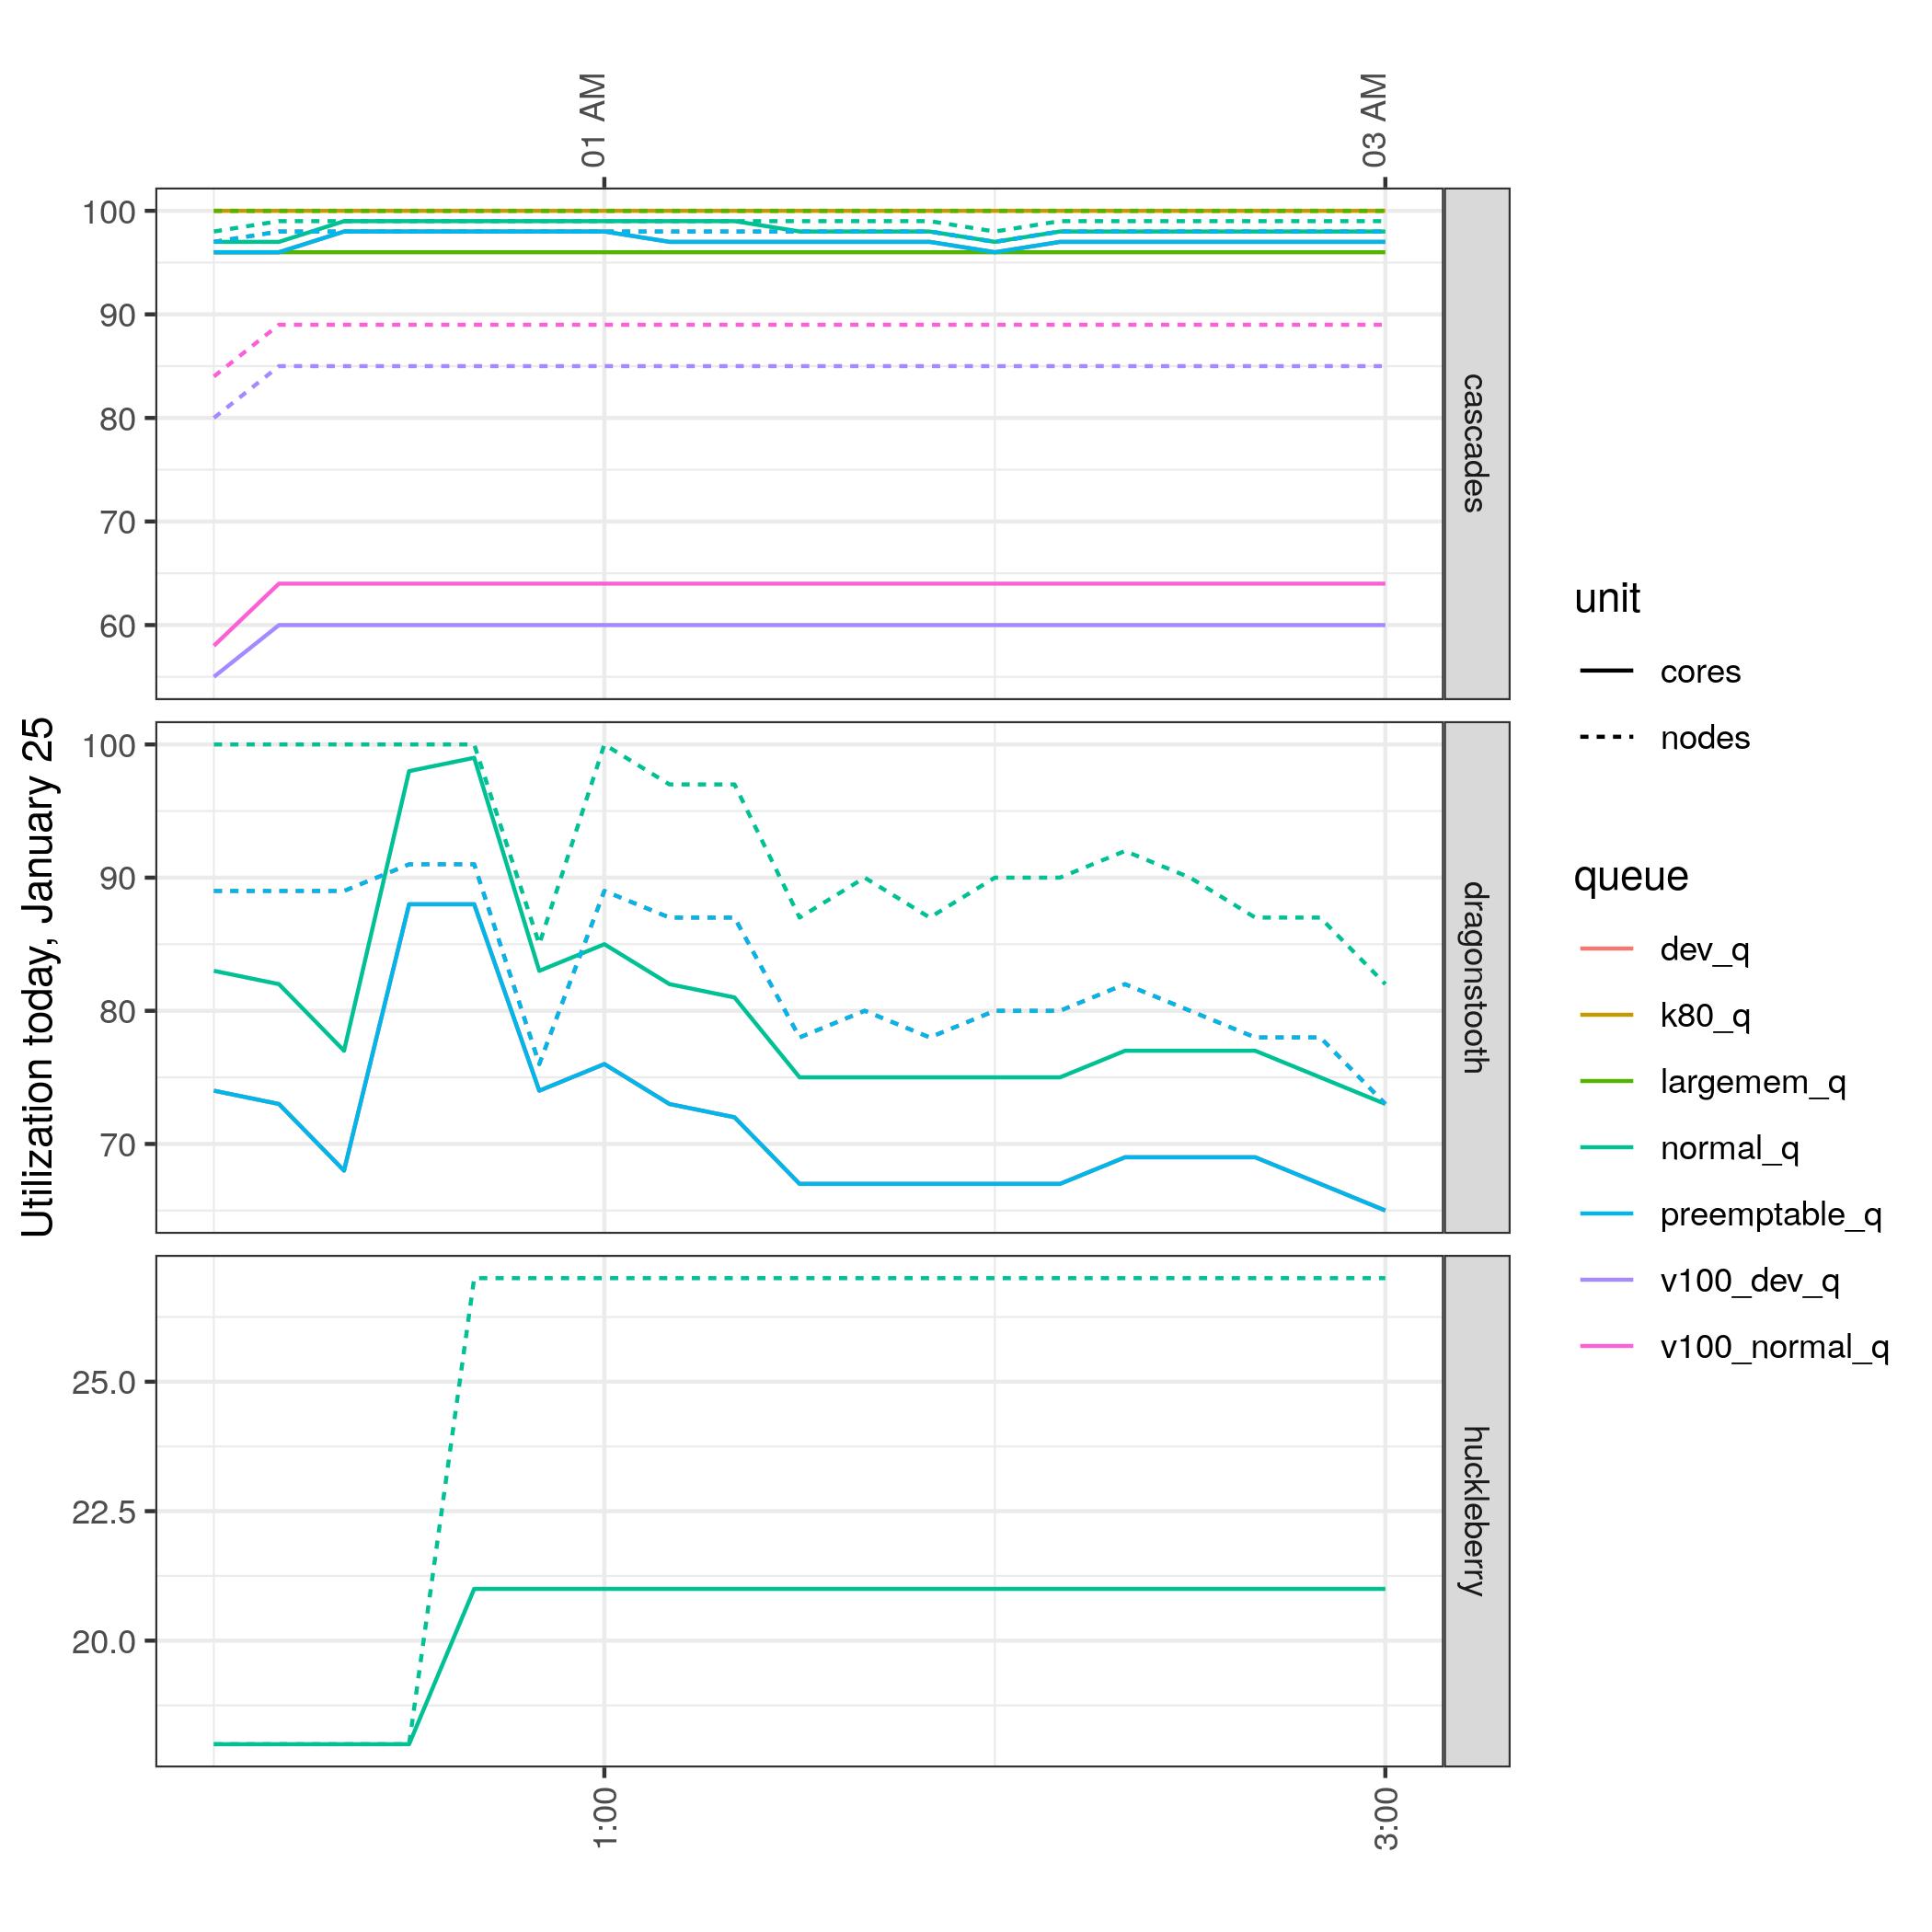 01 AM
03 AM
Utilization today, January 25
100
90
80
70
60
cascades
100
90
80
70
dragonstooth
25.0
22.5
20.0
huckleberry
1:00
3:00
unit
cores
nodes
queue
dev_q
k80_q
largemem_q
normal_q
preemptable_q
v100_dev_q
v100_normal_q